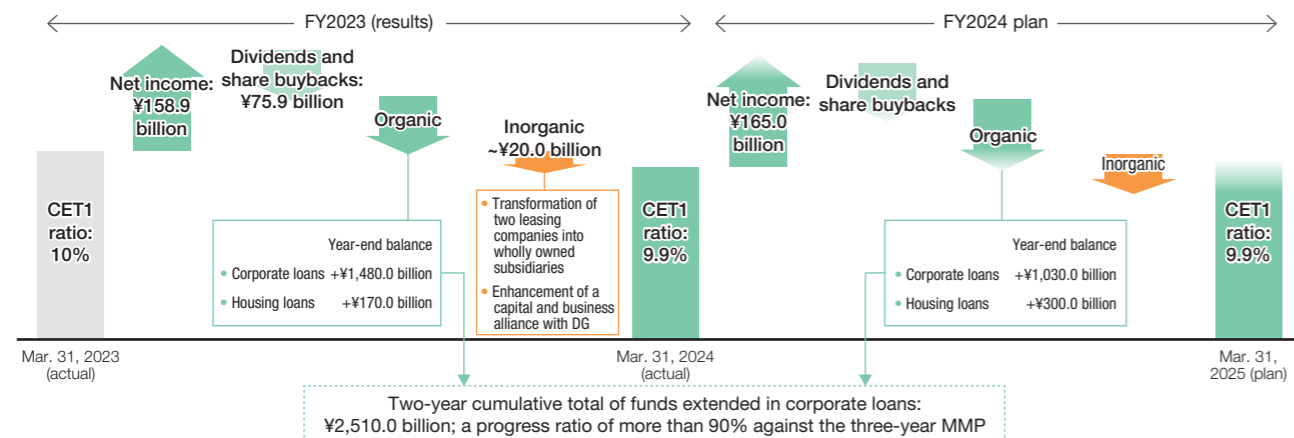 FY2023 (results)
FY2024 plan
Net income:
¥158.9
billion
Dividends and
share buybacks:
¥75.9 billion
Organic
Inorganic
~¥20.0 billion
CET1
ratio:
10%
Year-end balance
• Corporate loans +¥1,480.0 billion
• Housing loans +¥170.0 billion
• Transformation of
two leasing
companies into
wholly owned
subsidiaries
• Enhancement of a
capital and business
alliance with DG
CET1
ratio:
9.9%
Net income:
¥165.0
billion
Dividends and
share buybacks
Organic
Inorganic
Year-end balance
• Corporate loans +¥1,030.0 billion
• Housing loans +¥300.0 billion
CET1
ratio:
9.9%
Mar. 31, 2023
(actual)
Mar. 31, 2024
(actual)
Mar. 31,
2025 (plan)
Two-year cumulative total of funds extended in corporate loans:
¥2,510.0 billion; a progress ratio of more than 90% against the three-year MMP